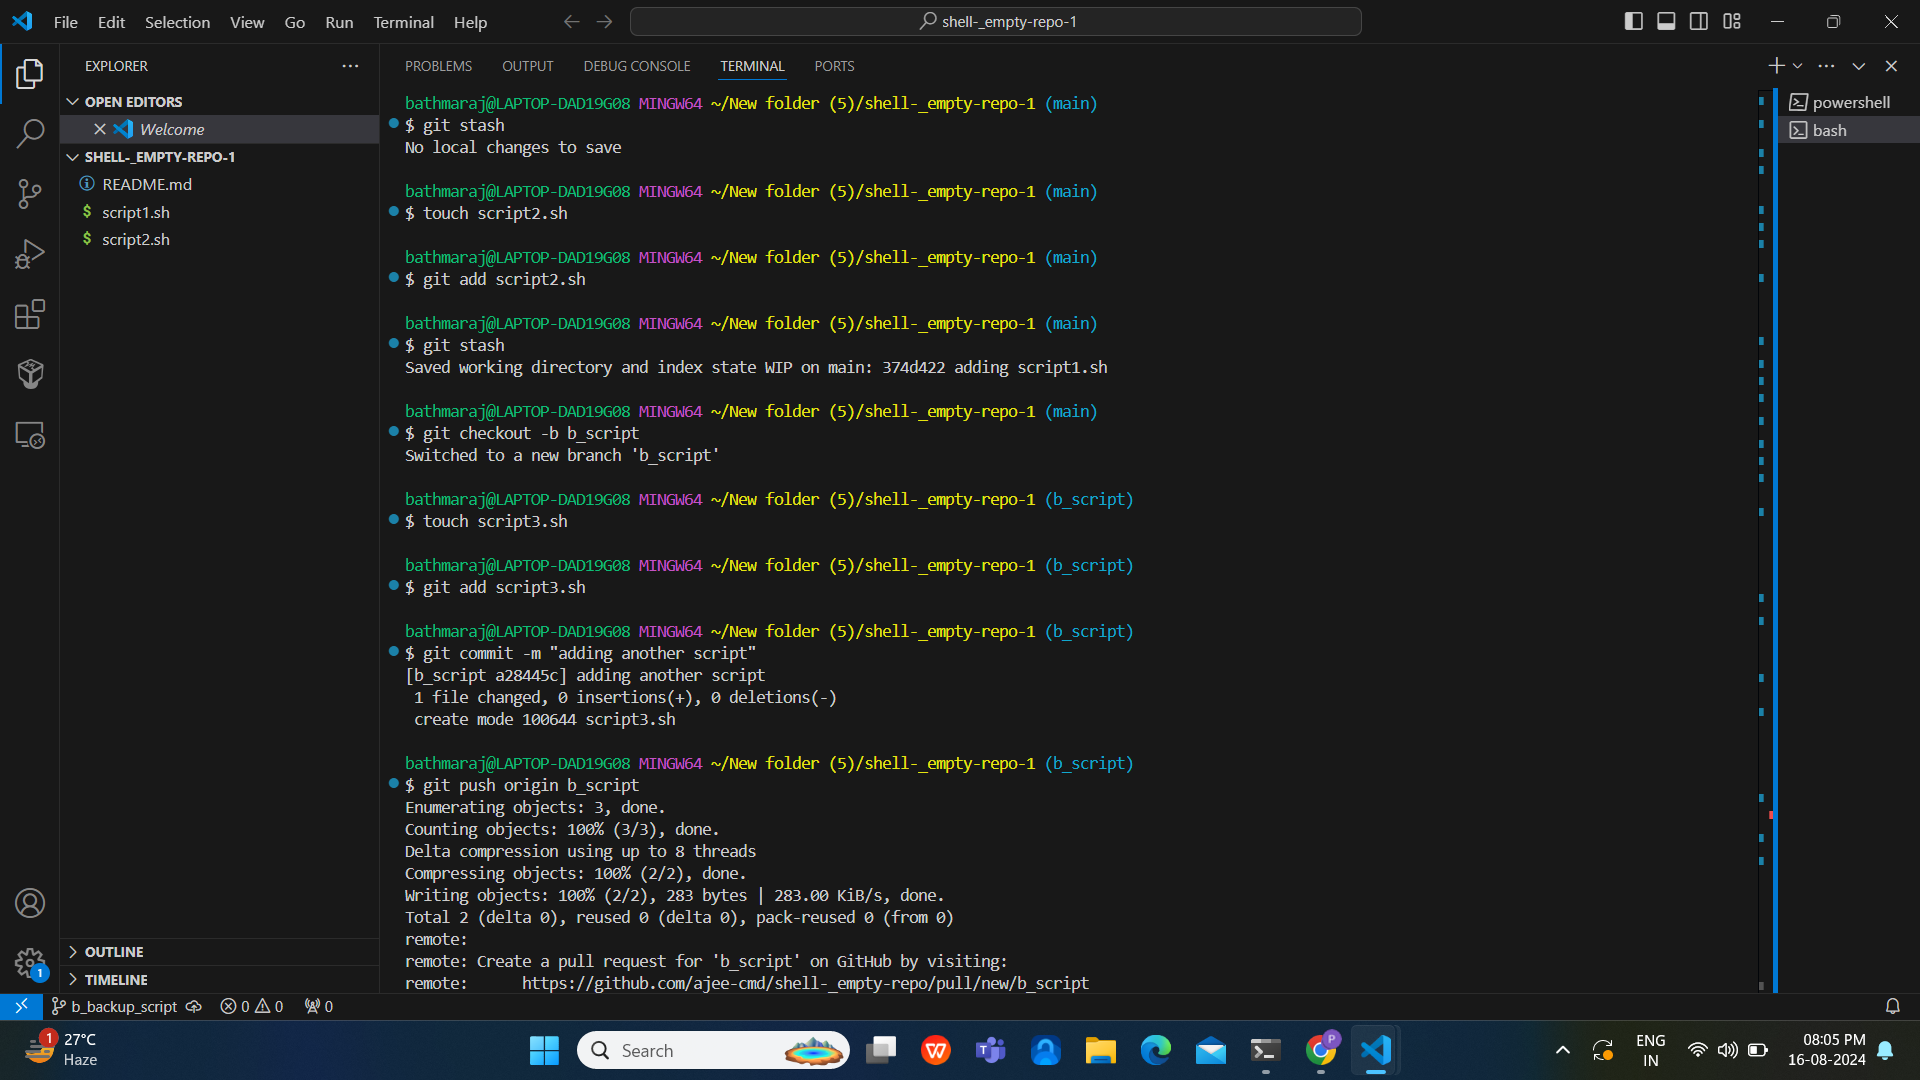 File Edit Selection View Go Run Terminal Help
shell-_empty-repo-1
EXPLORER
OPEN EDITORS
Welcome
SHELL-_EMPTY-REPO-1
README.md
$ script1.sh
$ script2.sh
OUTLINE
TIMELINE
PROBLEMS OUTPUT DEBUG CONSOLE TERMINAL PORTS
powershell
bash
bathmaraj@LAPTOP-DAD19G08 MINGW64 ~/New folder (5)/shell-_empty-repo-1 (main)
$ git stash
No local changes to save
bathmaraj@LAPTOP-DAD19G08 MINGW64 ~/New folder (5)/shell-_empty-repo-1 (main)
$ touch script2.sh
bathmaraj@LAPTOP-DAD19G08 MINGW64 ~/New folder (5)/shell-_empty-repo-1 (main)
$ git add script2.sh
bathmaraj@LAPTOP-DAD19G08 MINGW64 ~/New folder (5)/shell-_empty-repo-1 (main)
$ git stash
Saved working directory and index state WIP on main: 374d422 adding script1.sh
bathmaraj@LAPTOP-DAD19G08 MINGW64 ~/New folder (5)/shell-_empty-repo-1 (main)
$ git checkout -b b_script
Switched to a new branch 'b_script'
bathmaraj@LAPTOP-DAD19G08 MINGW64 ~/New folder (5)/shell-_empty-repo-1 (b_script)
$ touch script3.sh
bathmaraj@LAPTOP-DAD19G08 MINGW64 ~/New folder (5)/shell-_empty-repo-1 (b_script)
$ git add script3.sh
bathmaraj@LAPTOP-DAD19G08 MINGW64 ~/New folder (5)/shell-_empty-repo-1 (b_script)
$ git commit -m "adding another script"
[b_script a28445c] adding another script
1 file changed, 0 insertions(+), 0 deletions(-)
create mode 100644 script3.sh
bathmaraj@LAPTOP-DAD19G08 MINGW64 ~/New folder (5)/shell-_empty-repo-1 (b_script)
$ git push origin b_script
Enumerating objects: 3, done.
Counting objects: 100% (3/3), done.
Delta compression using up to 8 threads
Compressing objects: 100% (2/2), done.
Writing objects: 100% (2/2), 283 bytes | 283.00 KiB/s, done.
Total 2 (delta 0), reused 0 (delta 0), pack-reused 0 (from 0)
remote:
remote: Create a pull request for 'b_script' on GitHub by visiting:
remote: https://github.com/ajee-cmd/shell-_empty-repo/pull/new/b_script
1
b_backup_script 0 0 0
1
27°C
Haze
Search
W
T
P
ENG
IN
08:05 PM
16-08-2024